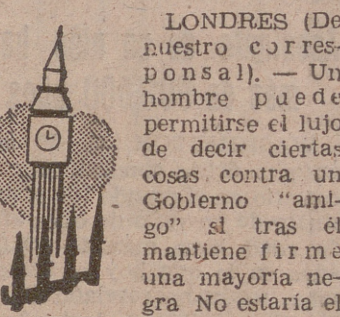 LONDRES (De
nuestro corres-
ponsal). — Un
hombre puede
permitirse el lujo
de decir ciertas
cosas contra un
Gobierno “ami-
go” si tras él
mantiene firme
una mayoría ne-
gra No estaría el